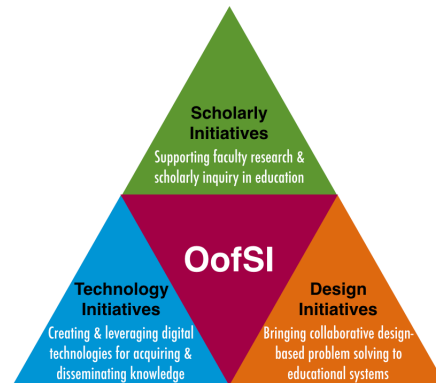 Scholarly
Initiatives
Supporting faculty research &
scholarly inquiry in education
OofSI
Technology
Initiatives
Creating & leveraging digital
technologies for acquiring &
disseminating knowledge
Design
Initiatives
Bringing collaborative design-
based problem solving to
educational systems